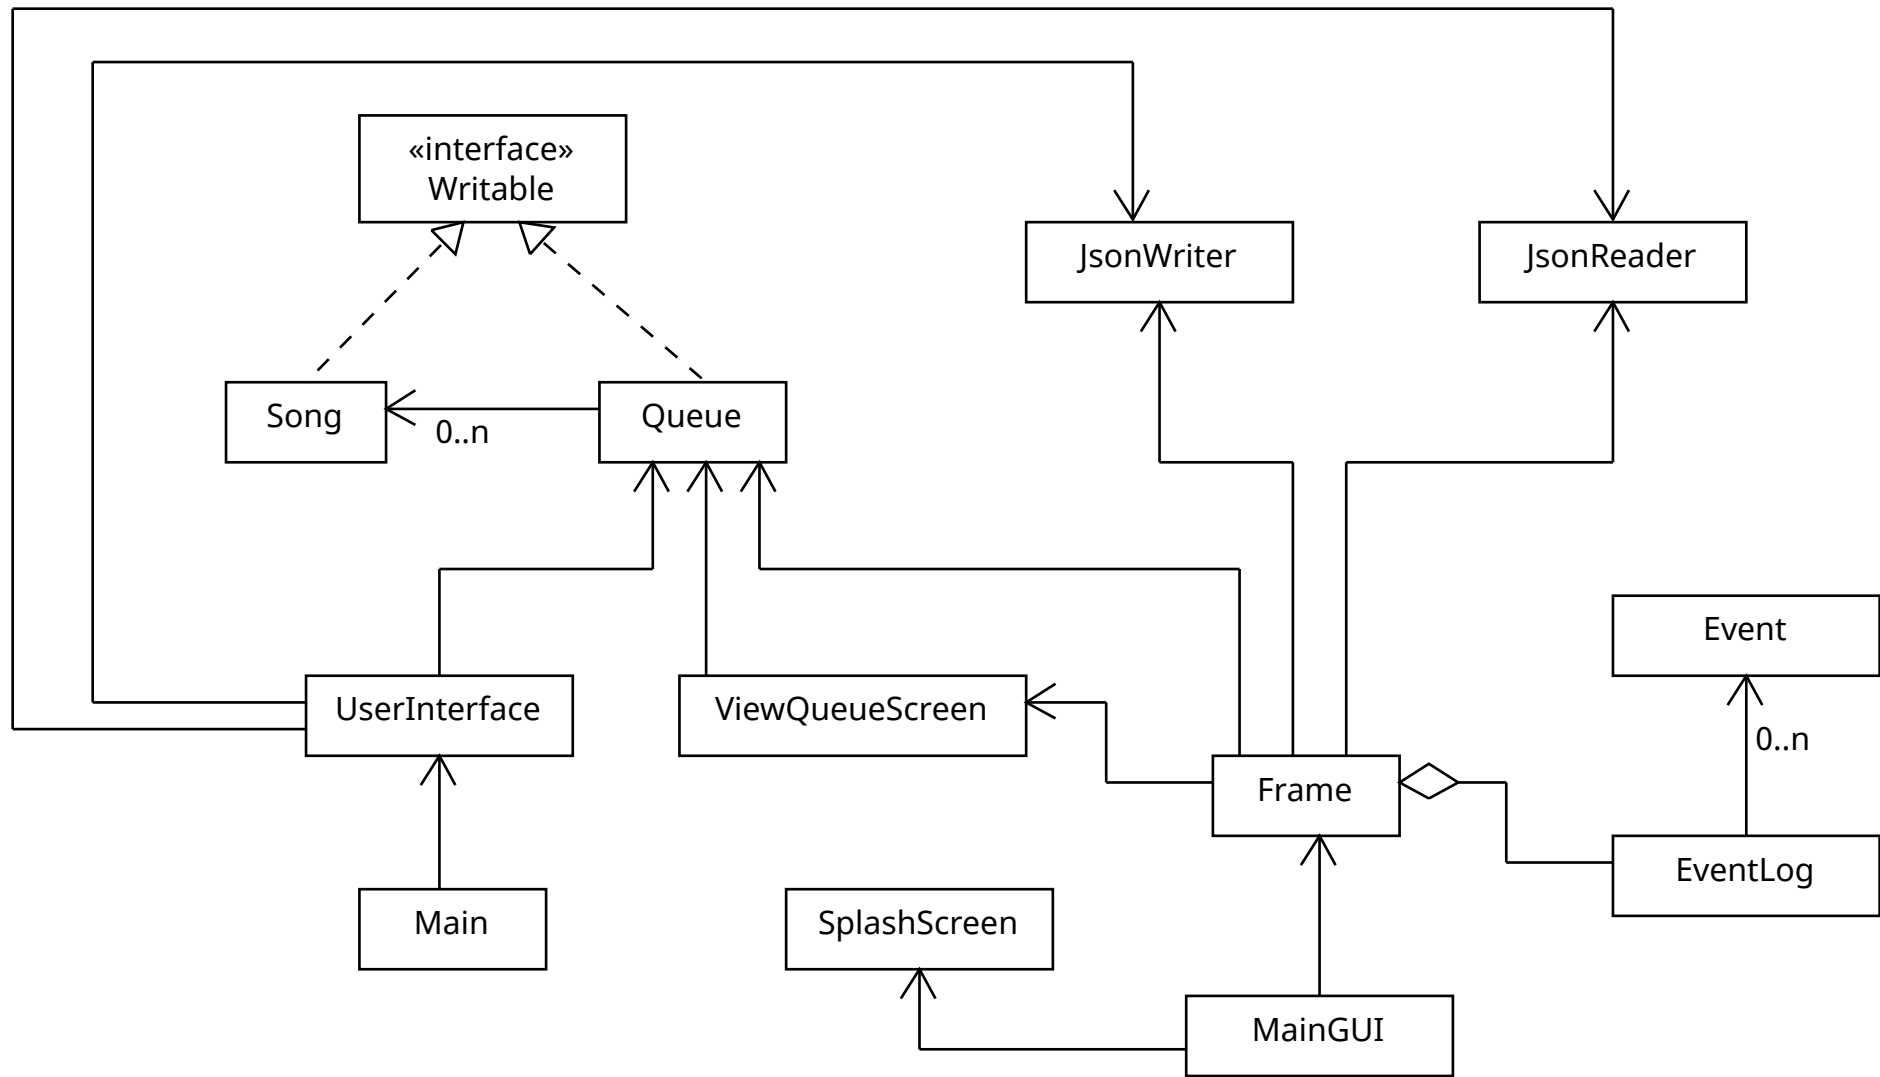 «interface»
Writable
JsonWriter
JsonReader
Song
0..n
Queue
Event
UserInterface
ViewQueueScreen
0..n
Frame
EventLog
Main
SplashScreen
MainGUI